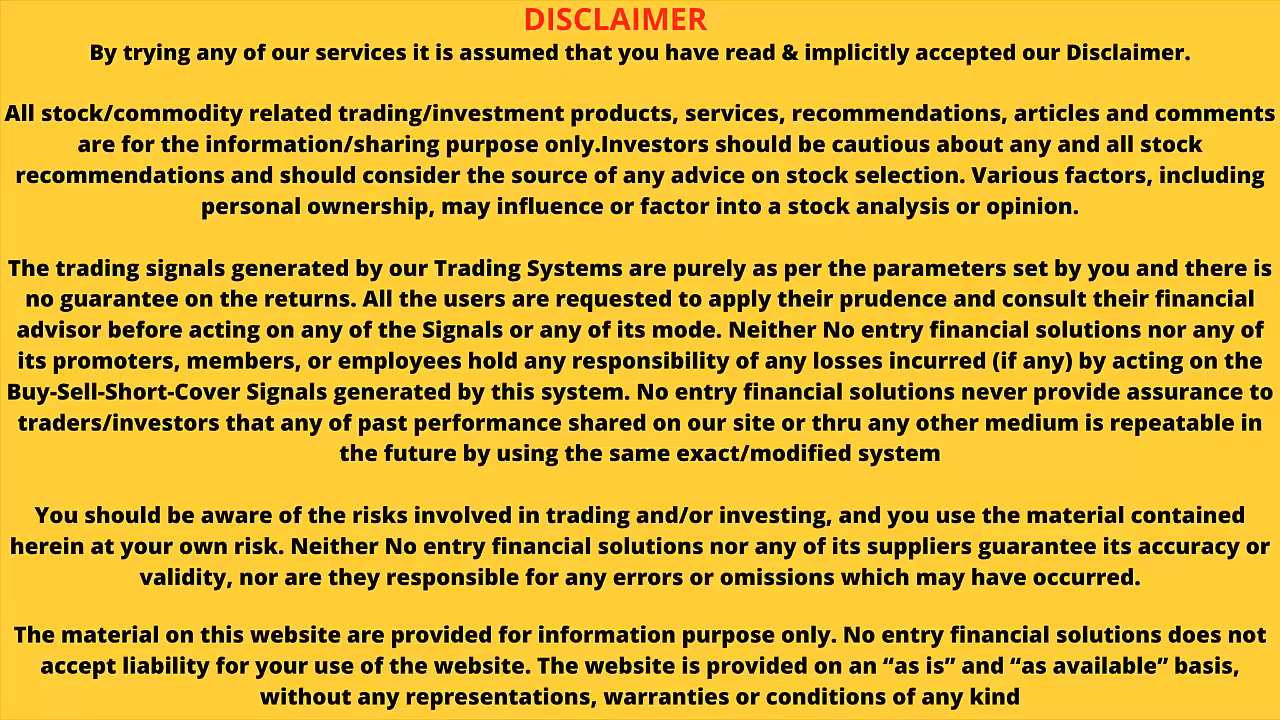 DISCLAIMER
By trying any of our services it is assumed that you have read & implicitly accepted our Disclaimer.
All stock/commodity related trading/investment products, services, recommendations, articles and comments
are for the information/sharing purpose only.Investors should be cautious about any and all stock
recommendations and should consider the source of any advice on stock selection. Various factors, including
personal ownership, may influence or factor into a stock analysis or opinion.
The trading signals generated by our Trading Systems are purely as per the parameters set by you and there is
no guarantee on the returns. All the users are requested to apply their prudence and consult their financial
advisor before acting on any of the Signals or any of its mode. Neither No entry financial solutions nor any of
its promoters, members, or employees hold any responsibility of any losses incurred (if any) by acting on the
Buy-Sell-Short-Cover Signals generated by this system. No entry financial solutions never provide assurance to
traders/investors that any of past performance shared on our site or thru any other medium is repeatable in
the future by using the same exact/modified system
You should be aware of the risks involved in trading and/or investing, and you use the material contained
herein at your own risk. Neither No entry financial solutions nor any of its suppliers guarantee its accuracy or
validity, nor are they responsible for any errors or omissions which may have occurred.
The material on this website are provided for information purpose only. No entry financial solutions does not
accept liability for your use of the website. The website is provided on an “as is” and “as available” basis,
without any representations, warranties or conditions of any kind